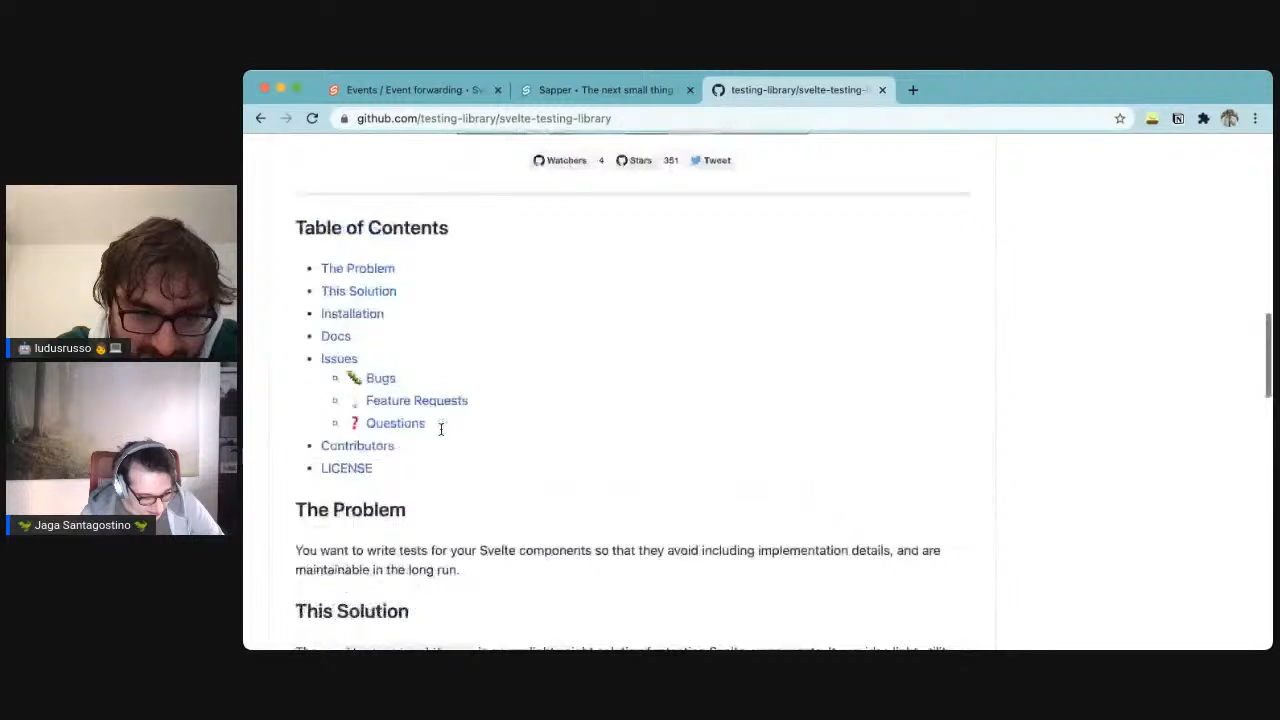 Events / Event forwarding • Sv
Sapper • The next small thing
testing-library/svelte-testing-l
github.com/testing-library/svelte-testing-library
Watchers 4 Stars 351 Tweet
Table of Contents
The Problem
This Solution
Installation
Docs
Issues
🐛 Bugs
💡 Feature Requests
❓ Questions
Contributors
LICENSE
The Problem
You want to write tests for your Svelte components so that they avoid including implementation details, and are
maintainable in the long run.
This Solution
🤖 ludusrusso 🧑💻
🦖 Jaga Santagostino 🦖